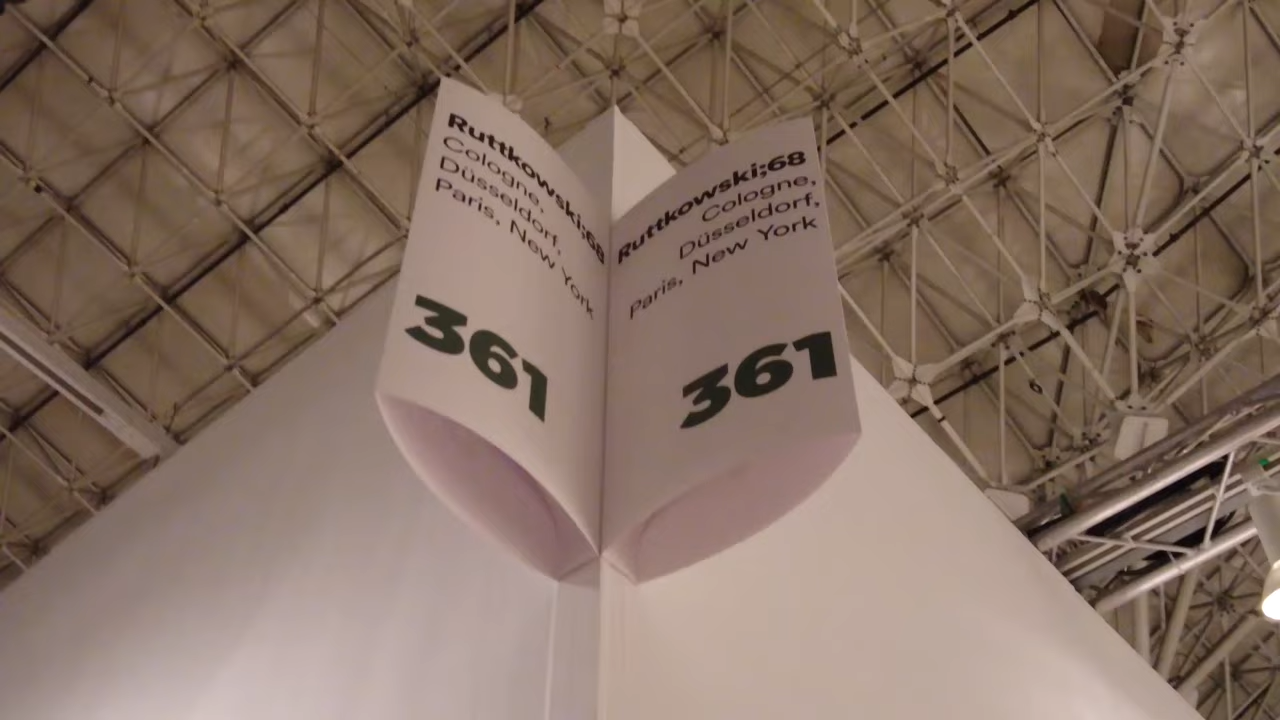 Ruttkowski;68
Cologne,
Düsseldorf,
Paris, New York
361
Ruttkowski;68
Cologne,
Düsseldorf,
Paris, New York
361